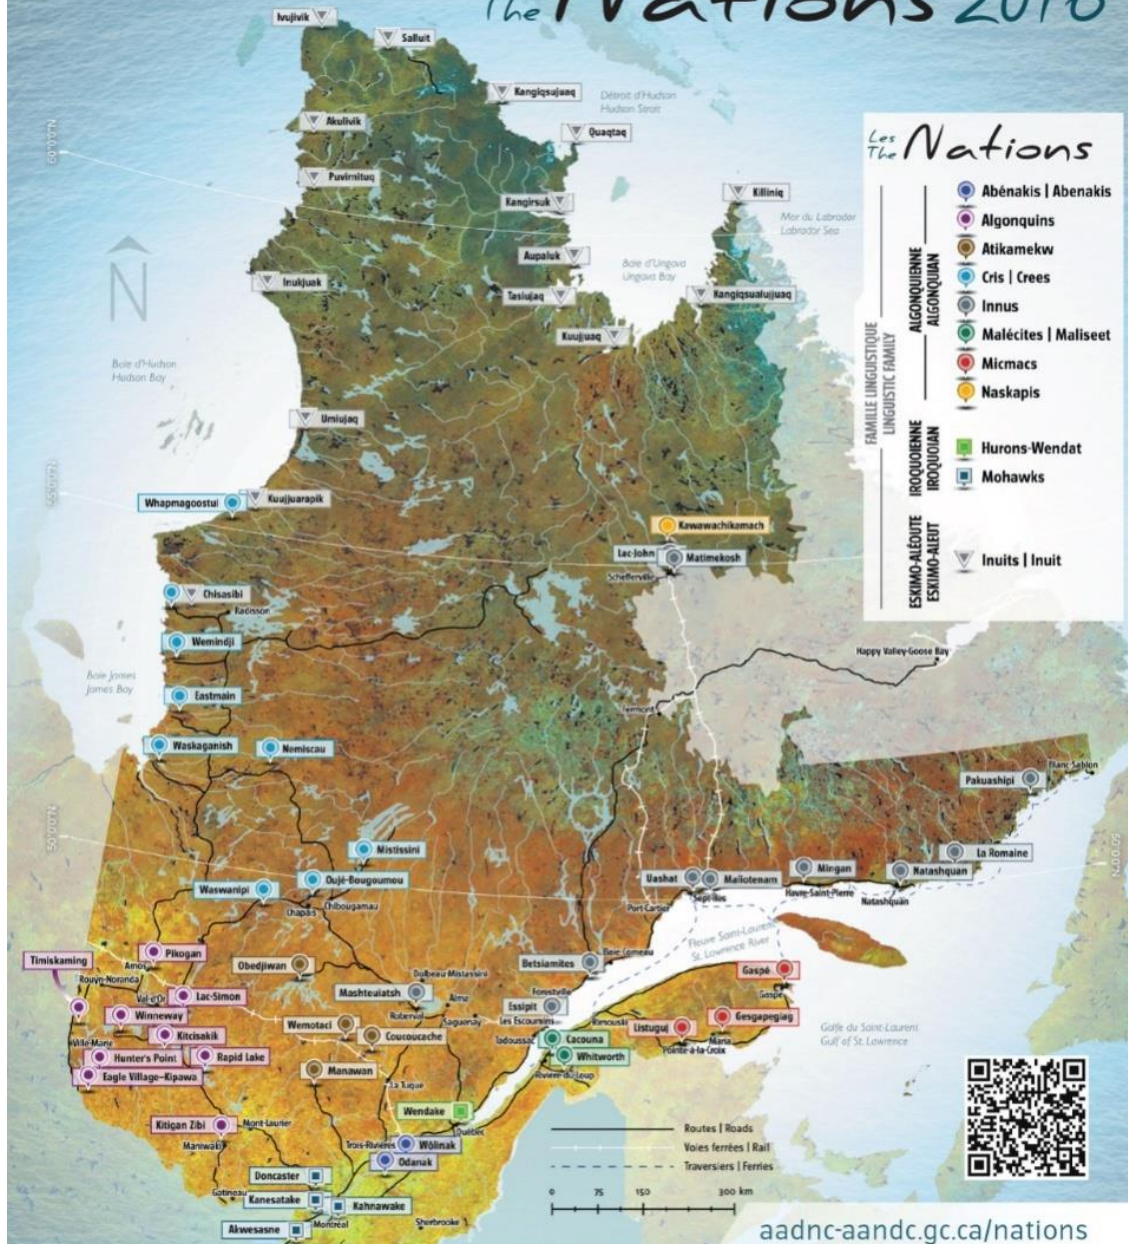 The Nations 2016
Ivujivik
Salluit
Kangiqsujuaq
Détroit d'Hudson
Hudson Strait
Akulivik
Quaqtaq
Puvirnituq
Killiniq
Kangirsuk
Mer du Labrador
Labrador Sea
Aupaluk
Baie d'Ungava
Ungava Bay
Inukjuak
Tasiujaq
Kangiqsualujjuaq
Kuujjuaq
N
Baie d'Hudson
Hudson Bay
Umiujaq
Whapmagoostui
Kuujjuarapik
Kawawachikamach
Lac-John
Matimekosh
Schefferville
Chisasibi
Radisson
Wemindji
Happy Valley-Goose Bay
Baie James
James Bay
Eastmain
Fermont
Waskaganish
Nemiscau
Blanc-Sablon
Pakuashipi
Mistissini
La Romaine
Mingan
Natashquan
Uashat
Maliotenam
Oujé-Bougoumou
Waswanipi
Havre-Saint-Pierre
Sept-Îles
Natashquan
Chibougamau
Chapais
Port-Cartier
Fleuve Saint-Laurent
St. Lawrence River
Pikogan
Timiskaming
Amos
Obedjiwan
Betsiamites
Baie-Comeau
Gaspé
Rouyn-Noranda
Dolbeau-Mistassini
Mashteuiatsh
Lac-Simon
Val-d'Or
Alma
Forestville
Gaspé
Winneway
Roberval
Essipit
Gesgapegiag
Wemotaci
Saguenay
Les Escoumins
Rimouski
Listuguj
Golfe du Saint-Laurent
Gulf of St. Lawrence
Kitcisakik
Coucoucache
Tadoussac
Cacouna
Maria
Ville-Marie
Pointe-à-la-Croix
Hunter's Point
Rapid Lake
Whitworth
Eagle Village–Kipawa
Manawan
Rivière-du-Loup
La Tuque
Wendake
Kitigan Zibi
Mont-Laurier
Québec
Maniwaki
Trois-Rivières
Wôlinak
Odanak
Doncaster
Gatineau
Kanesatake
Kahnawake
Montréal
Sherbrooke
Akwesasne
Les
The Nations
FAMILLE LINGUISTIQUE
LINGUISTIC FAMILY
ALGONQUIENNE
ALGONQUIAN
Abénakis | Abenakis
Algonquins
Atikamekw
Cris | Crees
Innus
Malécites | Maliseet
Micmacs
Naskapis
IROQUOIENNE
IROQUOIAN
Hurons-Wendat
Mohawks
ESKIMO-ALÉOUTE
ESKIMO-ALEUT
Inuits | Inuit
Routes | Roads
Voies ferrées | Rail
Traversiers | Ferries
0 75 150 300 km
aadnc-aandc.gc.ca/nations